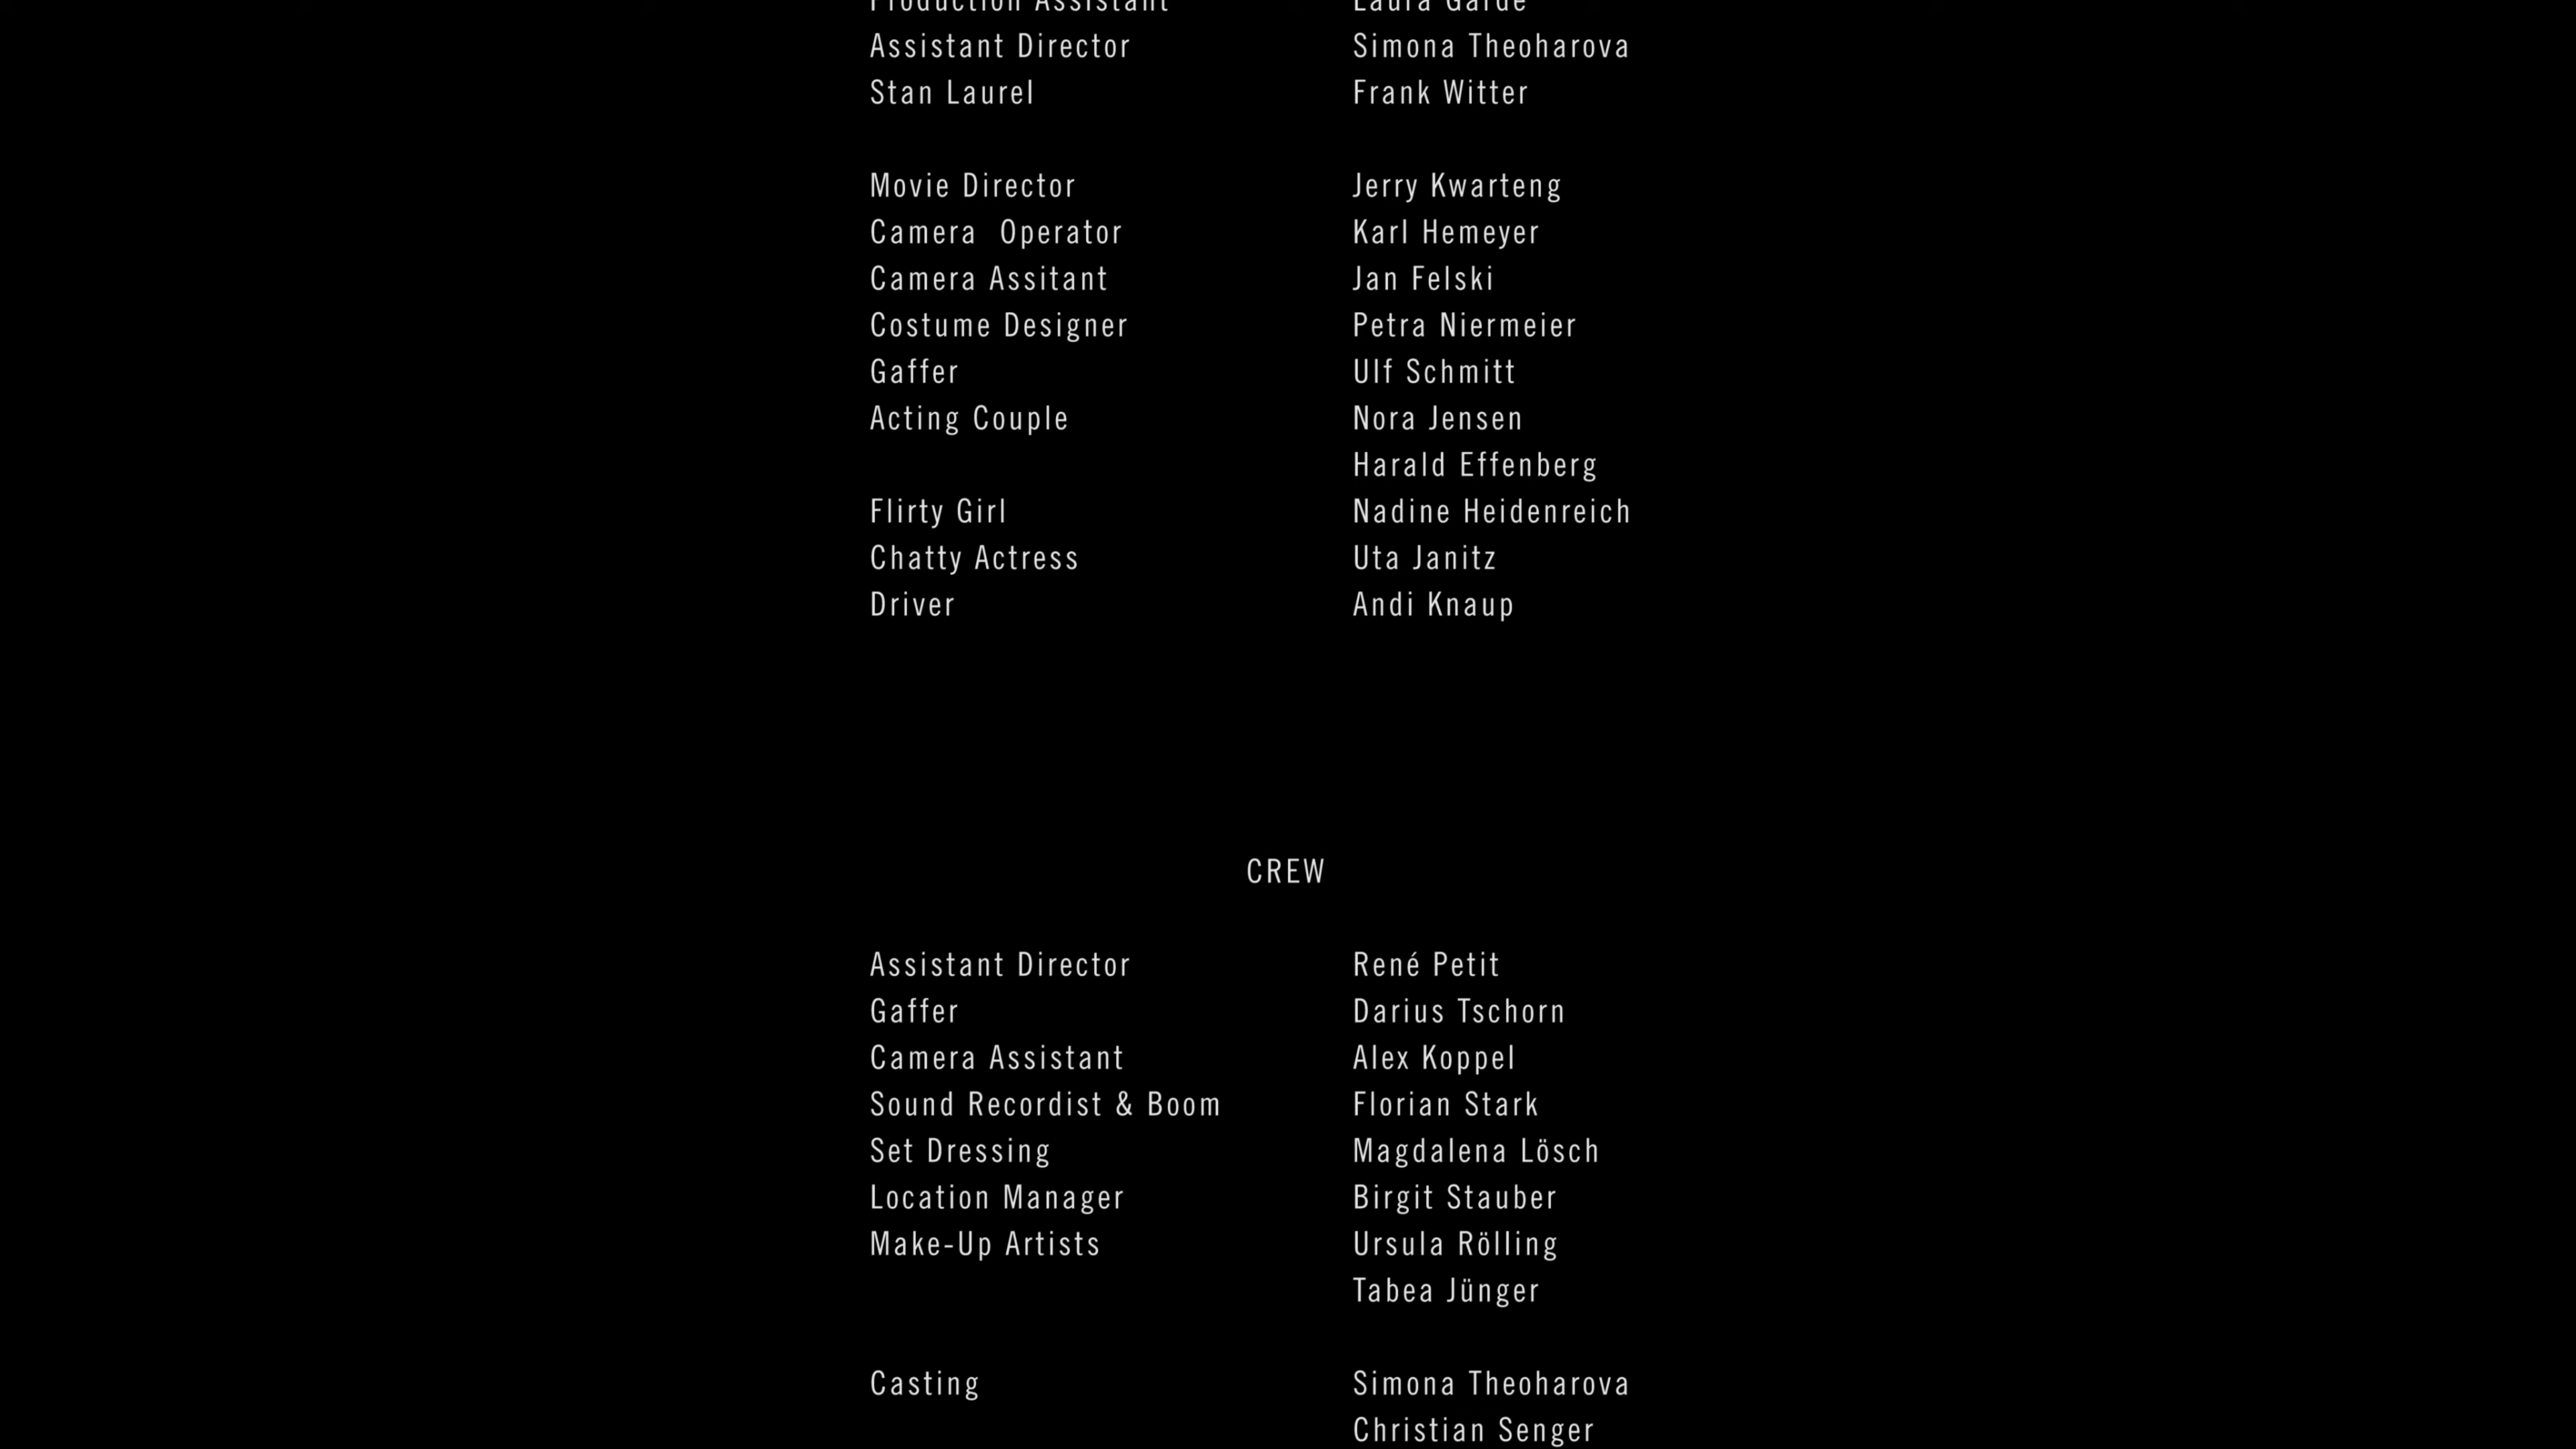 Production Assistant Laura Garde
Assistant Director Simona Theoharova
Stan Laurel Frank Witter
Movie Director Jerry Kwarteng
Camera  Operator Karl Hemeyer
Camera Assitant Jan Felski
Costume Designer Petra Niermeier
Gaffer Ulf Schmitt
Acting Couple Nora Jensen
Harald Effenberg
Flirty Girl Nadine Heidenreich
Chatty Actress Uta Janitz
Driver Andi Knaup
CREW
Assistant Director René Petit
Gaffer Darius Tschorn
Camera Assistant Alex Koppel
Sound Recordist & Boom Florian Stark
Set Dressing Magdalena Lösch
Location Manager Birgit Stauber
Make-Up Artists Ursula Rölling
Tabea Jünger
Casting Simona Theoharova
Christian Senger